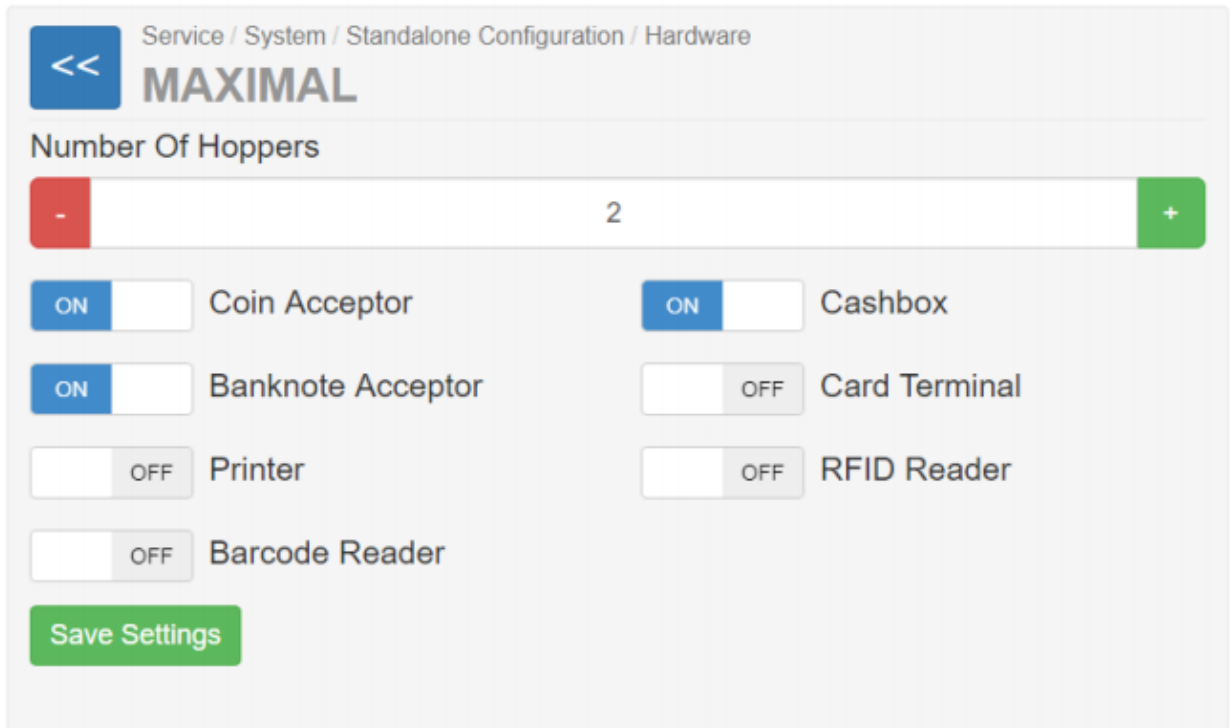 <<
Service / System / Standalone Configuration / Hardware
MAXIMAL
Number Of Hoppers
- 2 +
ON Coin Acceptor
ON Cashbox
ON Banknote Acceptor
OFF Card Terminal
OFF Printer
OFF RFID Reader
OFF Barcode Reader
Save Settings